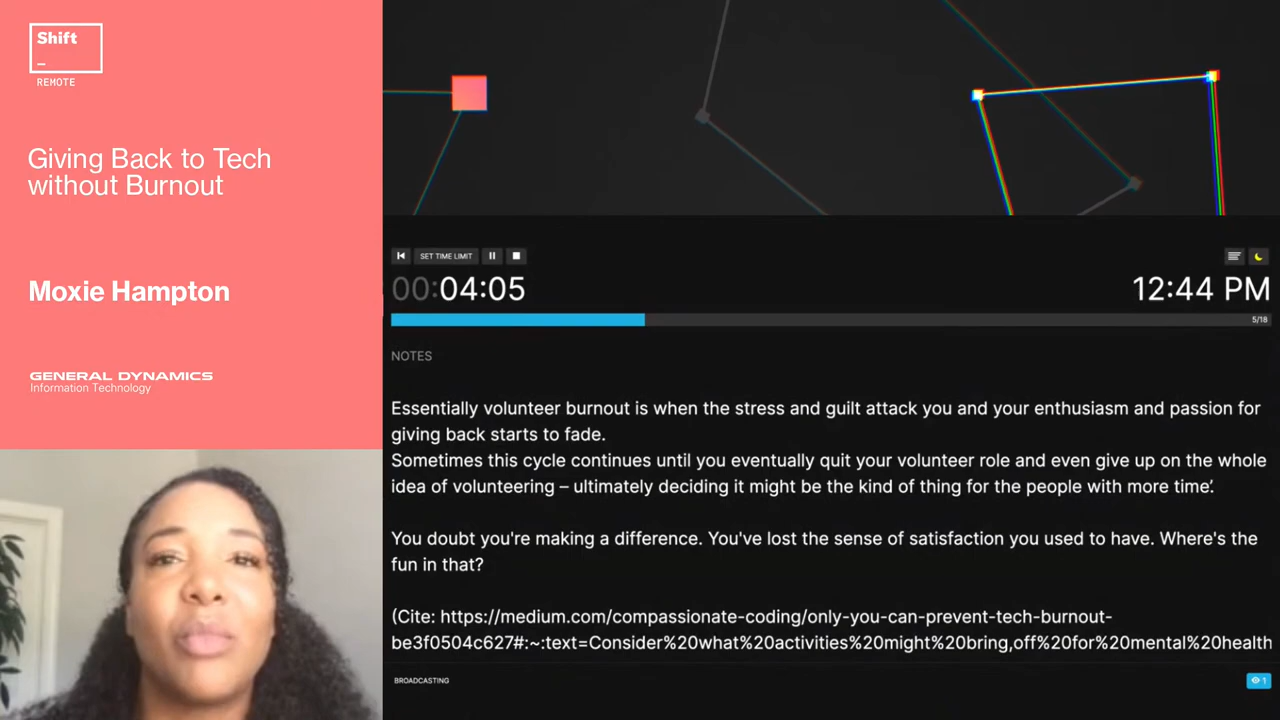 Shift
_
REMOTE
Giving Back to Tech
without Burnout
Moxie Hampton
GENERAL DYNAMICS
Information Technology
SET TIME LIMIT
00:04:05
12:44 PM
5/18
NOTES
Essentially volunteer burnout is when the stress and guilt attack you and your enthusiasm and passion for
giving back starts to fade.
Sometimes this cycle continues until you eventually quit your volunteer role and even give up on the whole
idea of volunteering – ultimately deciding it might be the kind of thing for the people with more time'.
You doubt you're making a difference. You've lost the sense of satisfaction you used to have. Where's the
fun in that?
(Cite: https://medium.com/compassionate-coding/only-you-can-prevent-tech-burnout-
be3f0504c627#:~:text=Consider%20what%20activities%20might%20bring,off%20for%20mental%20health
BROADCASTING
1